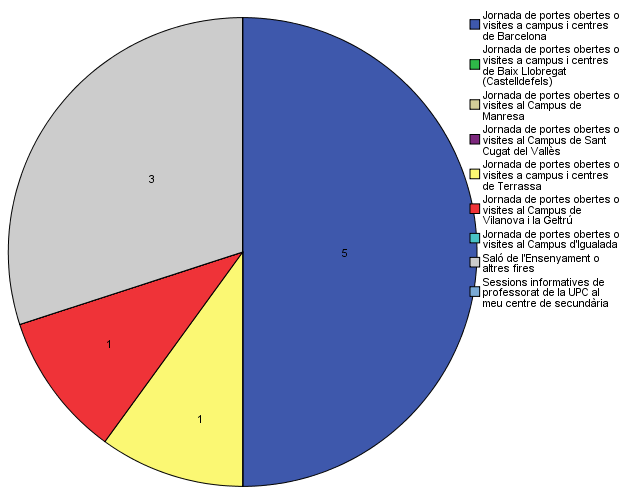 Jornada de portes obertes o
visites a campus i centres
de Barcelona
Jornada de portes obertes o
visites a campus i centres
de Baix Llobregat
(Castelldefels)
Jornada de portes obertes o
visites al Campus de
Manresa
Jornada de portes obertes o
visites al Campus de Sant
Cugat del Vallès
Jornada de portes obertes o
visites a campus i centres
de Terrassa
Jornada de portes obertes o
visites al Campus de
Vilanova i la Geltrú
Jornada de portes obertes o
visites al Campus d'Igualada
Saló de l'Ensenyament o
altres fires
Sessions informatives de
professorat de la UPC al
meu centre de secundària
3
5
1
1